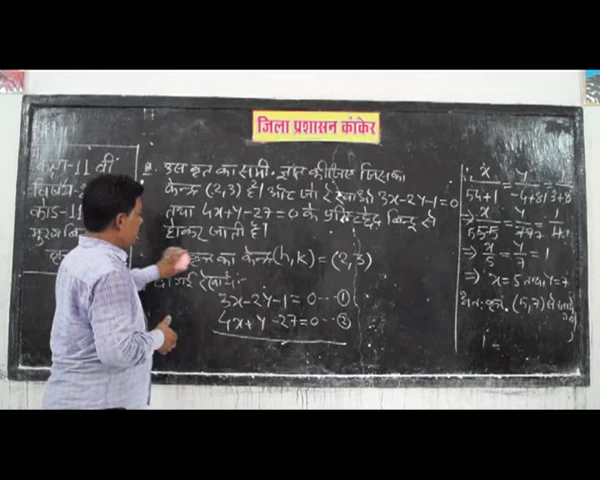 जिला प्रशासन कांकेर
कक्षा-11 वी
विषय-
कोड-11
प्र. उस वृत्त का समी. ज्ञात कीजिए जिसका
केन्द्र (2,3) है। और जो रेखाओं 3x-2y-1=0
तथा 4x+y-27=0 के प्रतिच्छेद बिन्दु से
होकर जाती है।
का केन्द्र (h,k) = (2,3)
दी गई रेखाएँ:-
3x-2y-1=0 --- ①
4x+y-27=0 --- ②
x/54+1 = y/-4+81 = 1/3+8
⇒ x/55 = y/77 = 1/11
⇒ x/5 = y/7 = 1
⇒ x=5 तथा y=7
अतः वृत्त (5,7) से